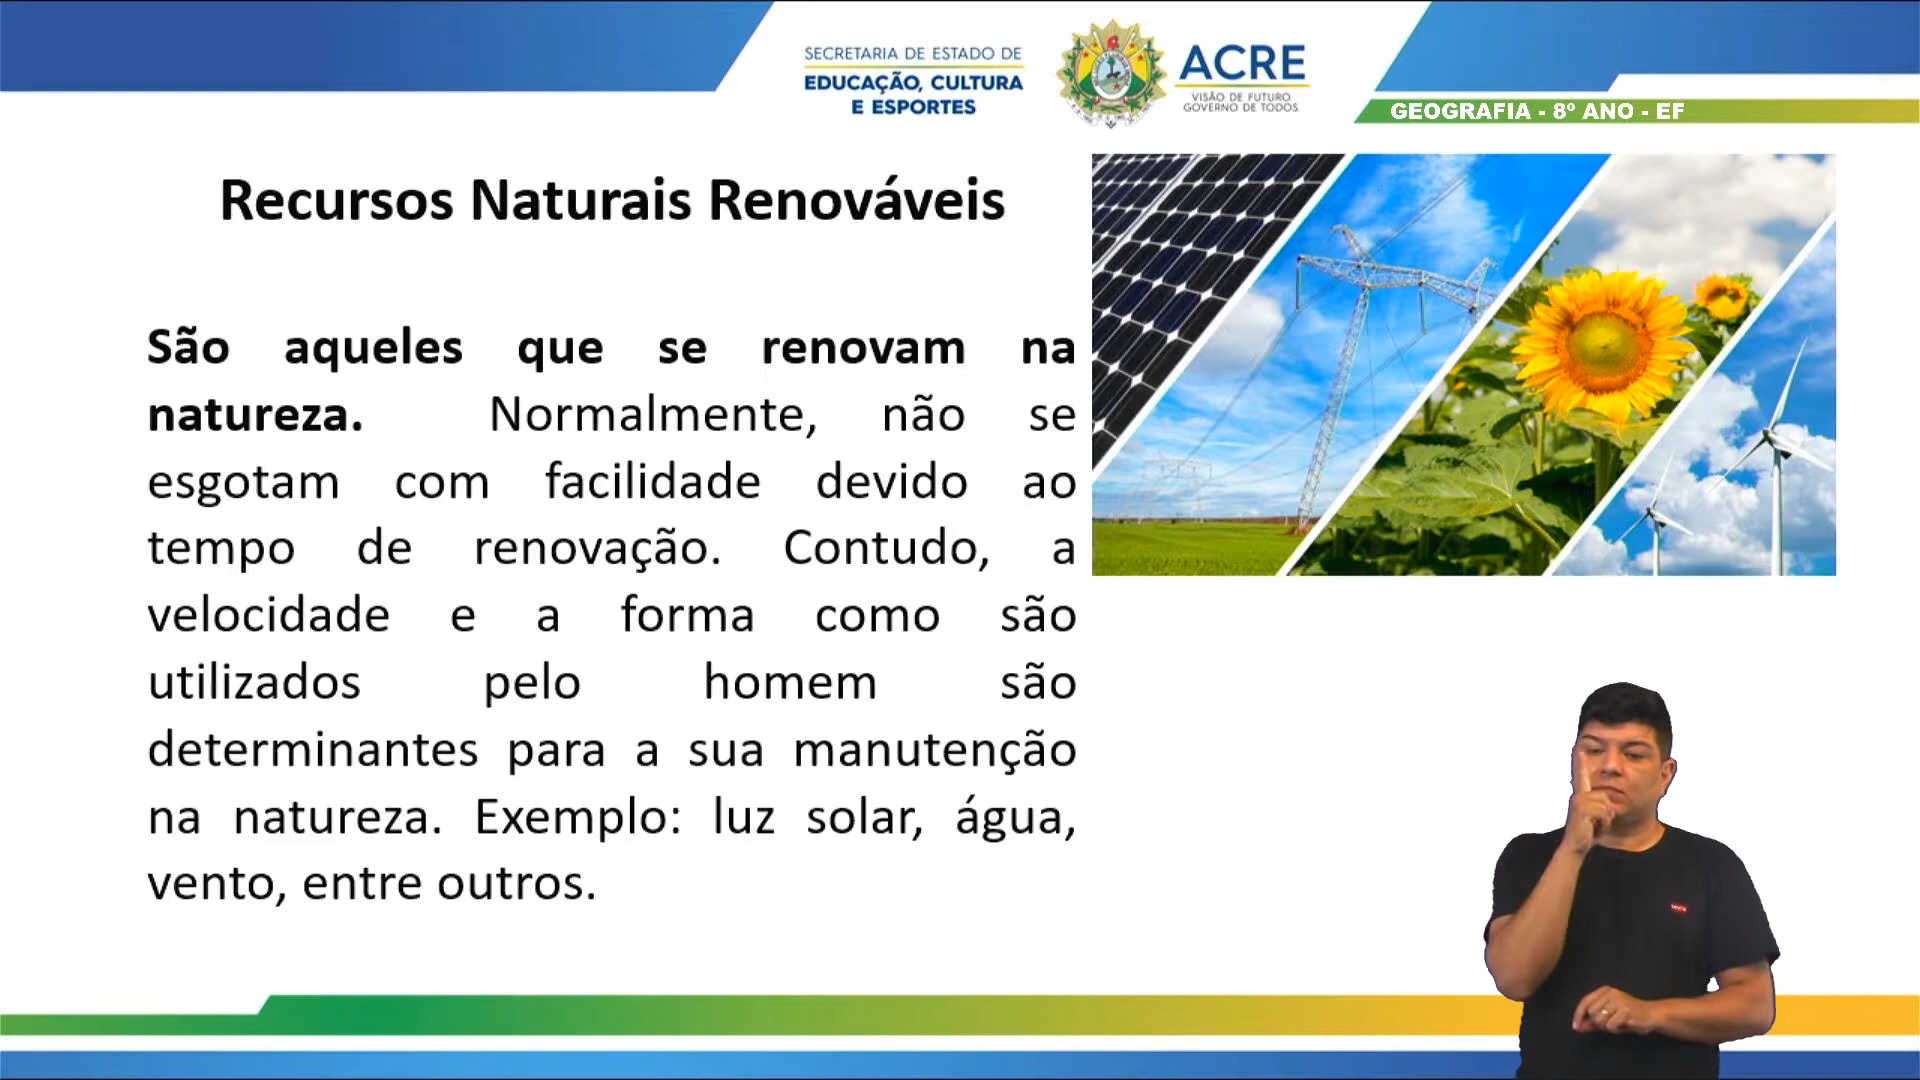 SECRETARIA DE ESTADO DE
EDUCAÇÃO, CULTURA
E ESPORTES
ACRE
VISÃO DE FUTURO.
GOVERNO DE TODOS.
GEOGRAFIA - 8º ANO - EF
Recursos Naturais Renováveis
São aqueles que se renovam na
natureza. Normalmente, não se
esgotam com facilidade devido ao
tempo de renovação. Contudo, a
velocidade e a forma como são
utilizados pelo homem são
determinantes para a sua manutenção
na natureza. Exemplo: luz solar, água,
vento, entre outros.